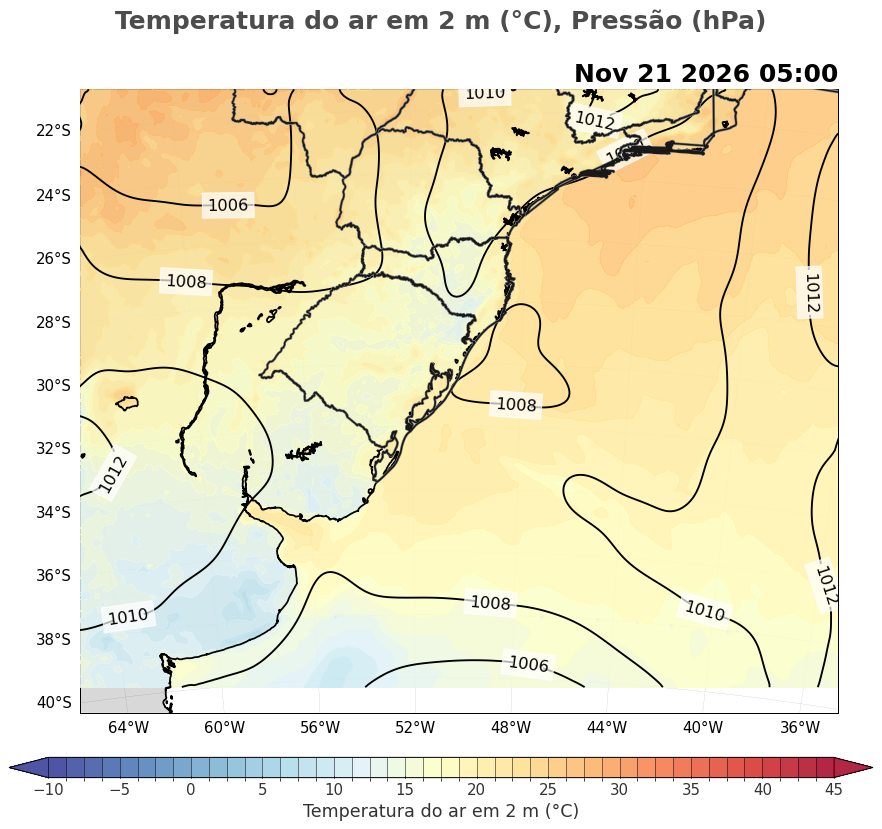 Temperatura do ar em 2 m (°C), Pressão (hPa)
Nov 21 2026 05:00
1010
1012
22°S
24°S
1006
26°S
1008
1012
28°S
30°S
1008
32°S
1012
34°S
36°S
1012
1008
1010
1010
38°S
1006
40°S
64°W 60°W 56°W 52°W 48°W 44°W 40°W 36°W
−10 −5 0 5 10 15 20 25 30 35 40 45
Temperatura do ar em 2 m (°C)